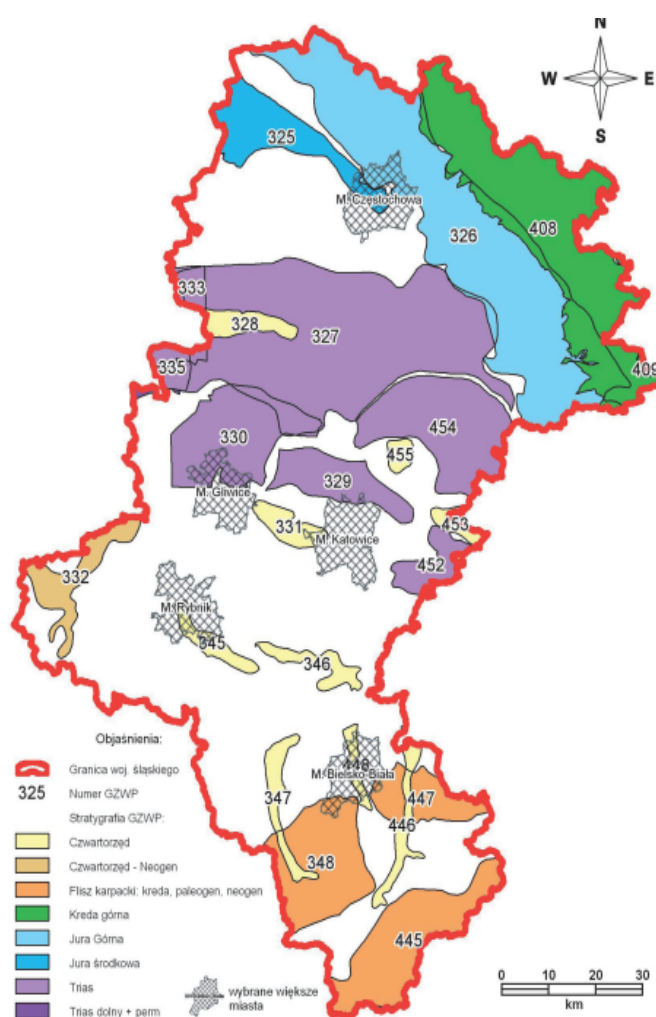 N
W E
S
325
M. Częstochowa
408
326
333
328
327
335
409
330
454
455
329
M. Gliwice
331
453
M. Katowice
452
332
M. Rybnik
345
346
448
M. Bielsko-Biała
347
447
446
348
445
Objaśnienia:
Granica woj. śląskiego
325 Numer GZWP
Stratygrafia GZWP:
Czwartorzęd
Czwartorzęd - Neogen
Flisz karpacki: kreda, paleogen, neogen
Kreda górna
Jura Górna
Jura środkowa
Trias
Trias dolny + perm
wybrane większe
miasta
0 10 20 30
km